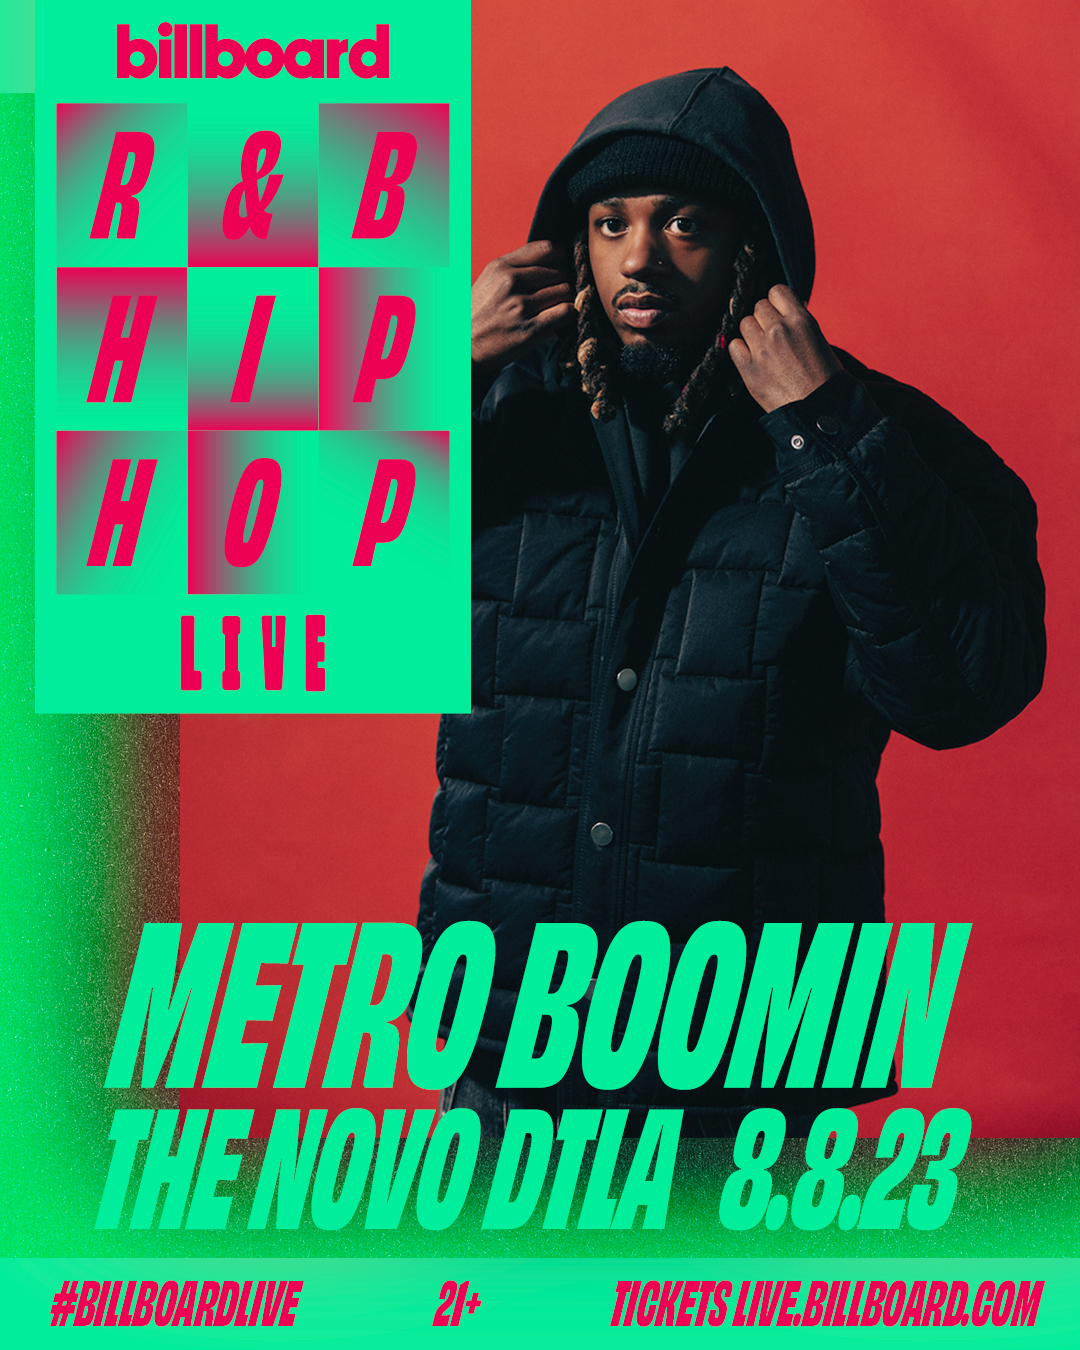 billboard
R & B
H I P
H O P
LIVE
METRO BOOMIN
THE NOVO DTLA 8.8.23
#BILLBOARDLIVE 21+ TICKETS LIVE.BILLBOARD.COM